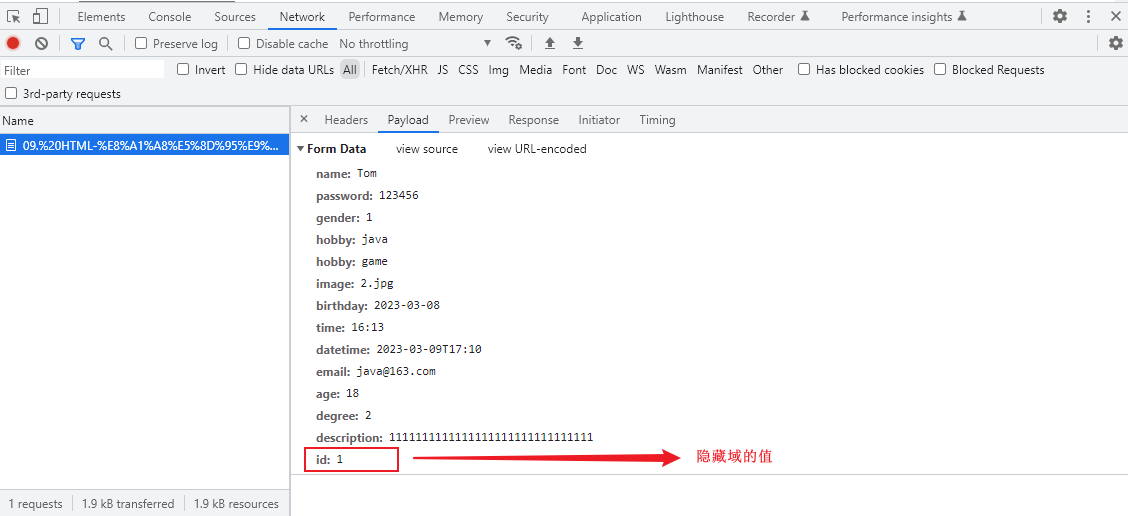 Elements Console Sources Network Performance Memory Security Application Lighthouse Recorder Performance insights
Preserve log Disable cache No throttling
Filter Invert Hide data URLs All Fetch/XHR JS CSS Img Media Font Doc WS Wasm Manifest Other Has blocked cookies Blocked Requests
3rd-party requests
Name Headers Payload Preview Response Initiator Timing
09.%20HTML-%E8%A1%A8%E5%8D%95%E9%...
Form Data view source view URL-encoded
name: Tom
password: 123456
gender: 1
hobby: java
hobby: game
image: 2.jpg
birthday: 2023-03-08
time: 16:13
datetime: 2023-03-09T17:10
email: java@163.com
age: 18
degree: 2
description: 1111111111111111111111111111111
id: 1 隐藏域的值
1 requests 1.9 kB transferred 1.9 kB resources